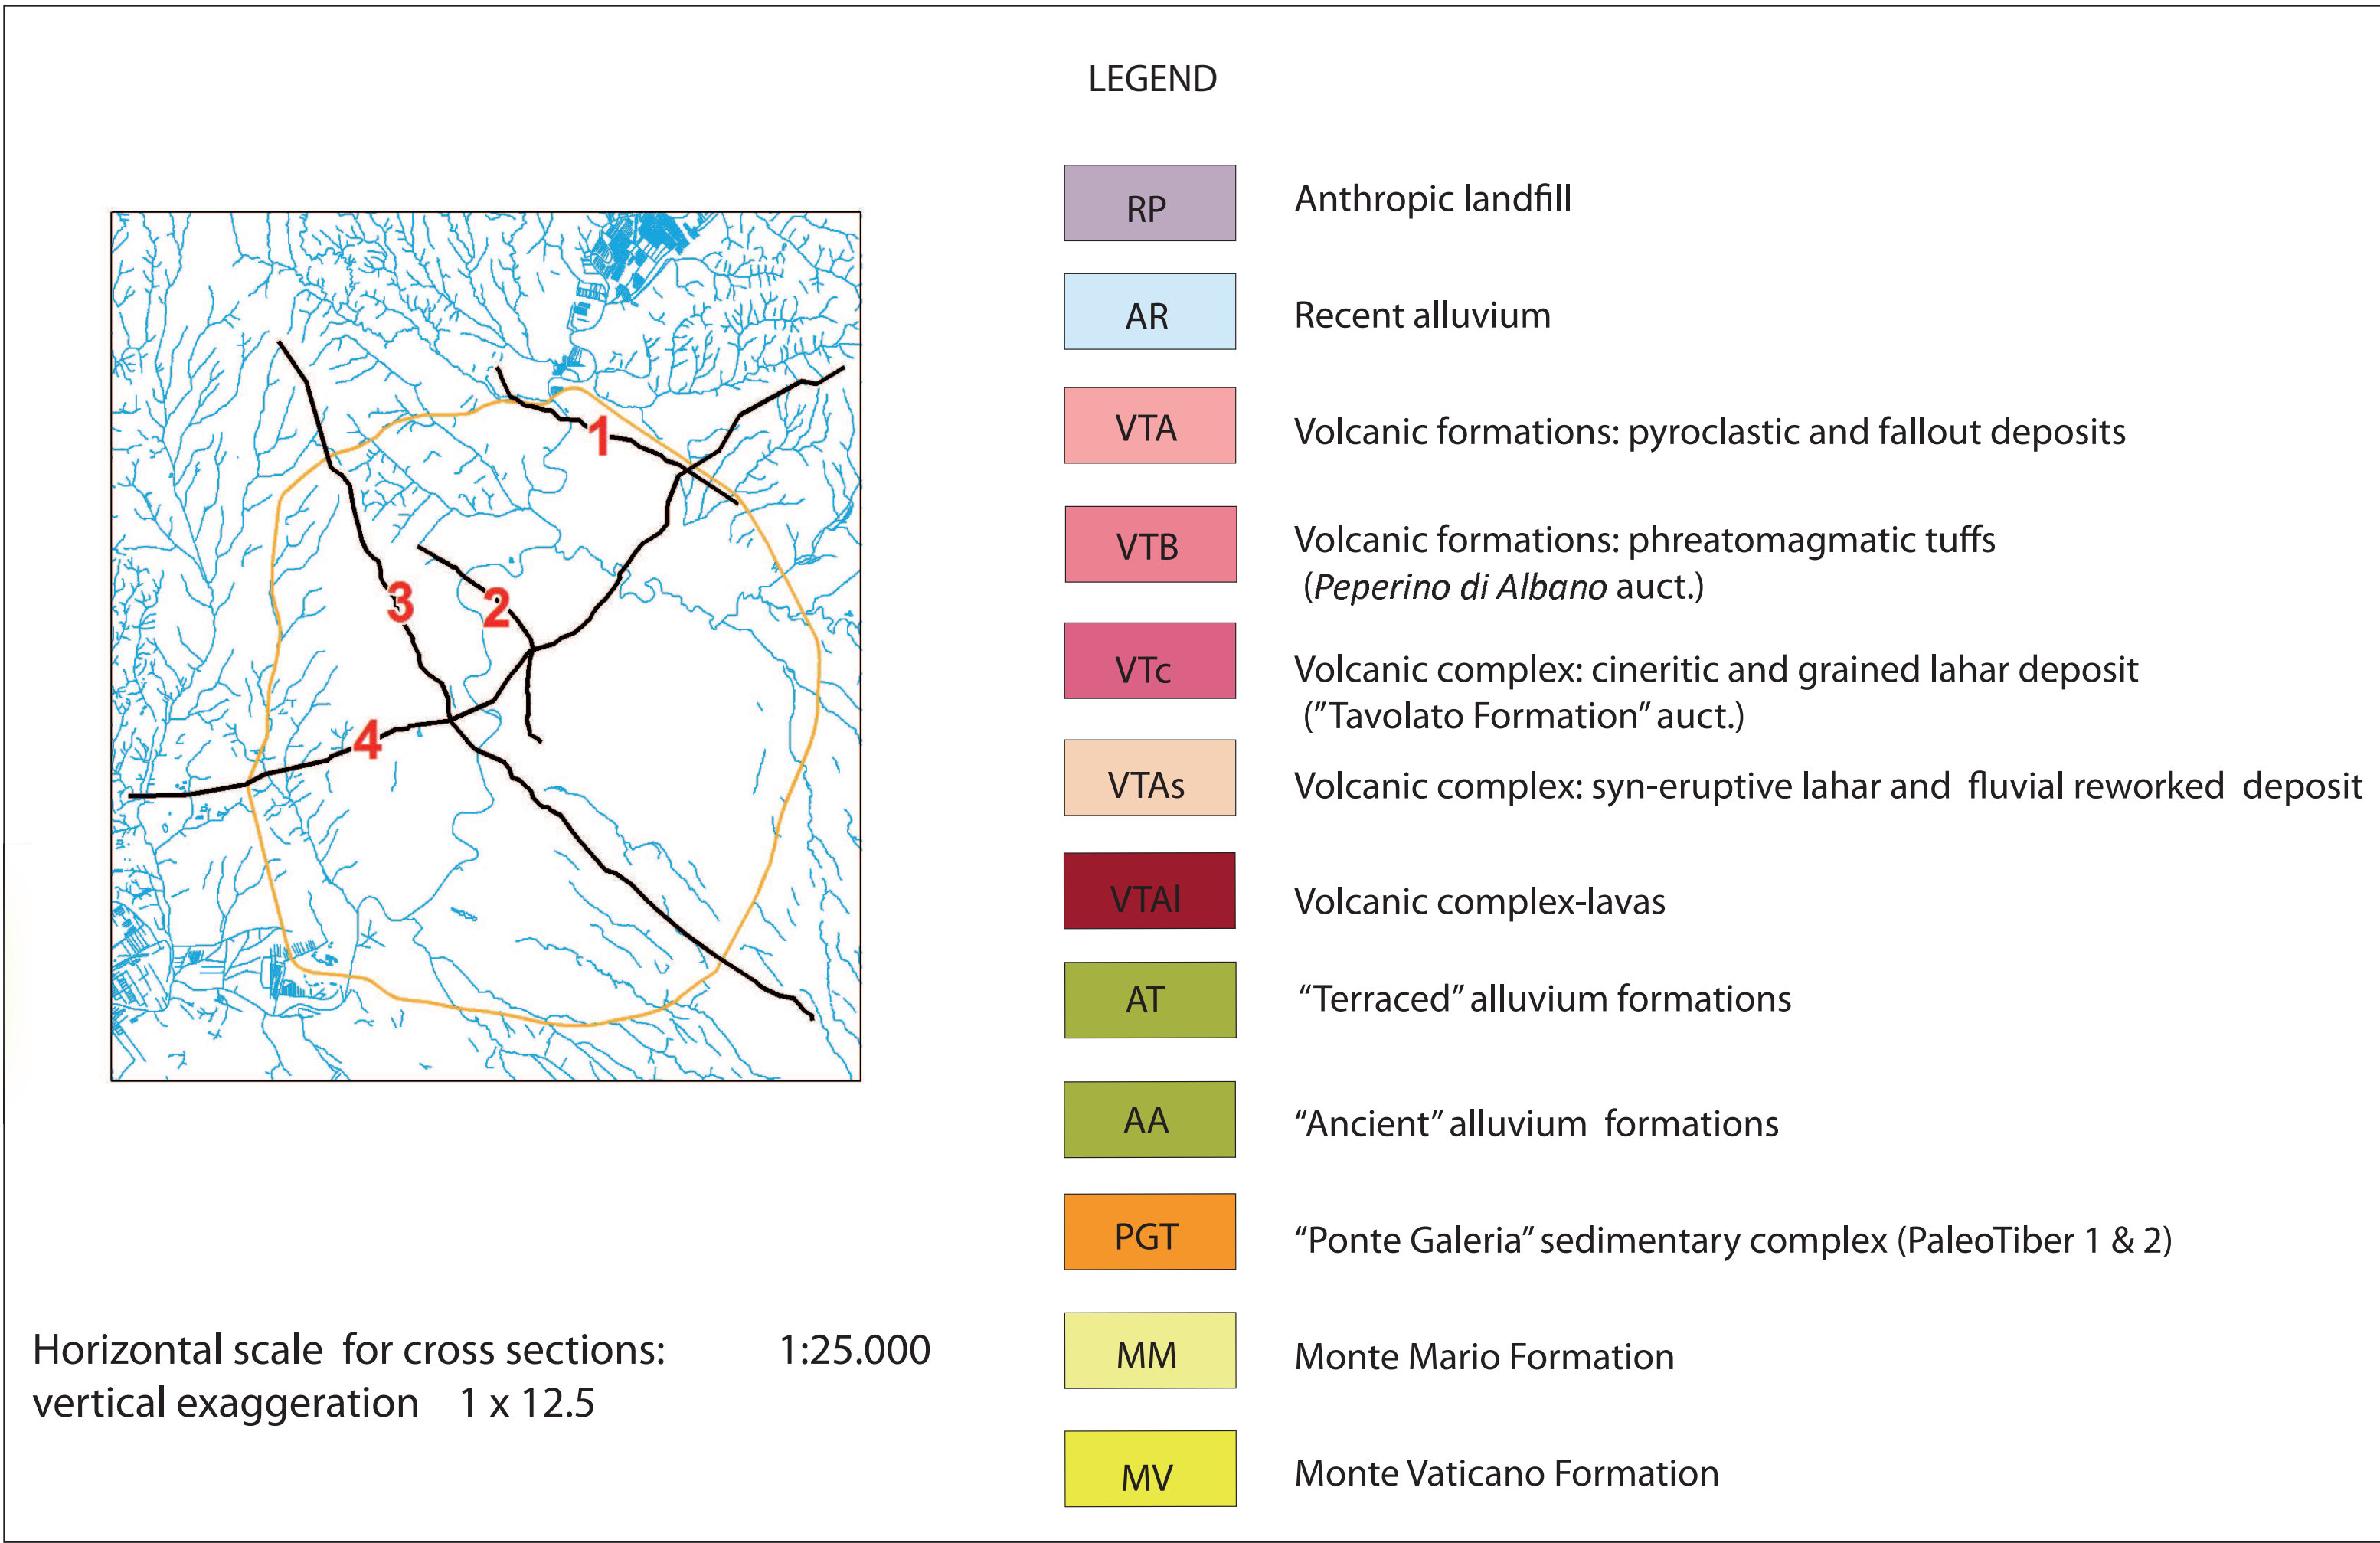 LEGEND
RP Anthropic landfill
AR Recent alluvium
VTA Volcanic formations: pyroclastic and fallout deposits
VTB Volcanic formations: phreatomagmatic tuffs
(Peperino di Albano auct.)
VTc Volcanic complex: cineritic and grained lahar deposit
("Tavolato Formation" auct.)
VTAs Volcanic complex: syn-eruptive lahar and fluvial reworked deposit
VTAl Volcanic complex-lavas
AT “Terraced” alluvium formations
AA “Ancient” alluvium formations
PGT “Ponte Galeria” sedimentary complex (PaleoTiber 1 & 2)
MM Monte Mario Formation
MV Monte Vaticano Formation
1
2
3
4
Horizontal scale for cross sections: 1:25.000
vertical exaggeration 1 x 12.5